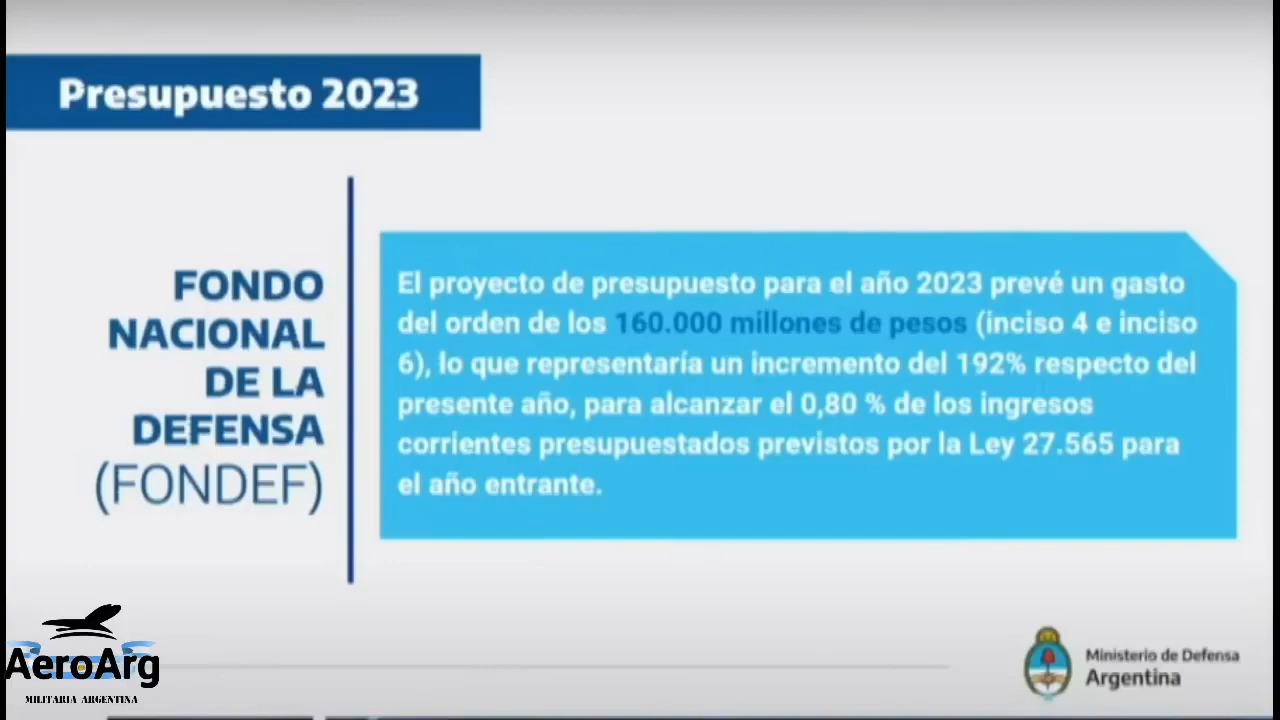 Presupuesto 2023
FONDO
NACIONAL
DE LA
DEFENSA
(FONDEF)
El proyecto de presupuesto para el año 2023 prevé un gasto
del orden de los 160.000 millones de pesos (inciso 4 e inciso
6), lo que representaría un incremento del 192% respecto del
presente año, para alcanzar el 0,80 % de los ingresos
corrientes presupuestados previstos por la Ley 27.565 para
el año entrante.
AeroArg
MILITARIA ARGENTINA
Ministerio de Defensa
Argentina